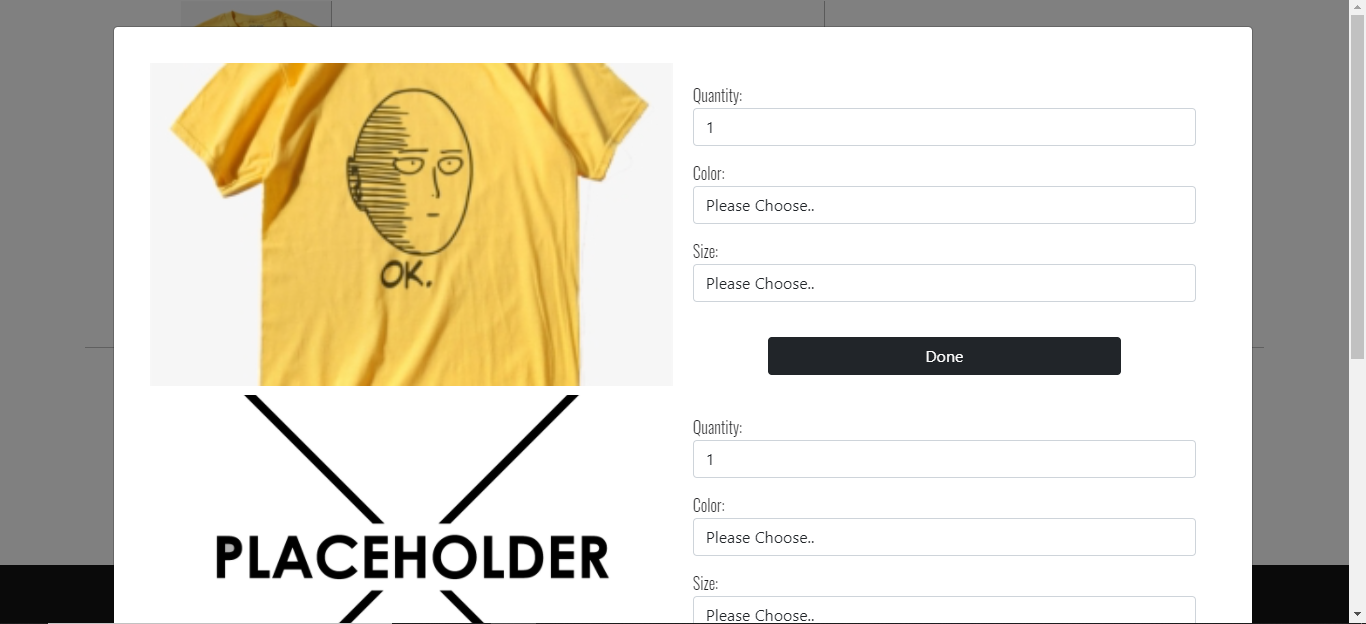 Quantity:
1
Color:
Please Choose..
Size:
Please Choose..
OK.
Done
Quantity:
1
Color:
Please Choose..
PLACEHOLDER
Size:
Please Choose..